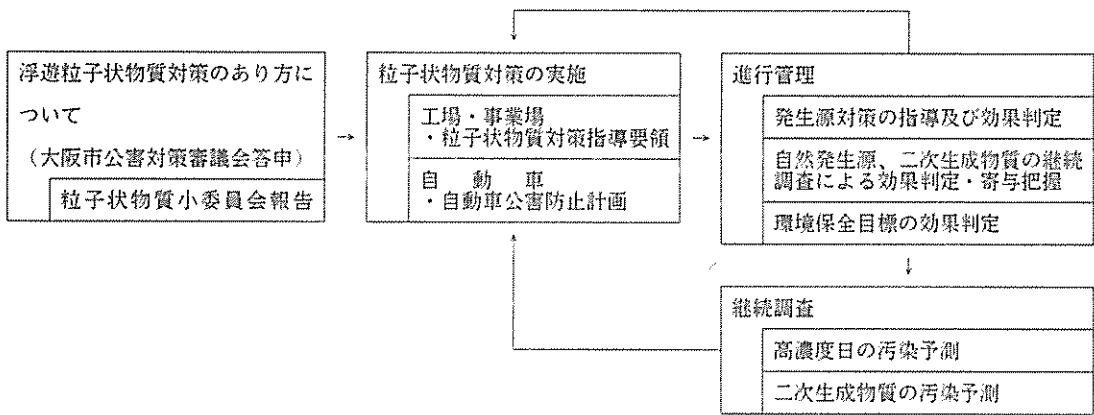 浮遊粒子状物質対策のあり方に
ついて
（大阪市公害対策審議会答申）
粒子状物質小委員会報告
粒子状物質対策の実施
工場・事業場
・粒子状物質対策指導要領
自動車
・自動車公害防止計画
進行管理
発生源対策の指導及び効果判定
自然発生源、二次生成物質の継続
調査による効果判定・寄与把握
環境保全目標の効果判定
継続調査
高濃度日の汚染予測
二次生成物質の汚染予測